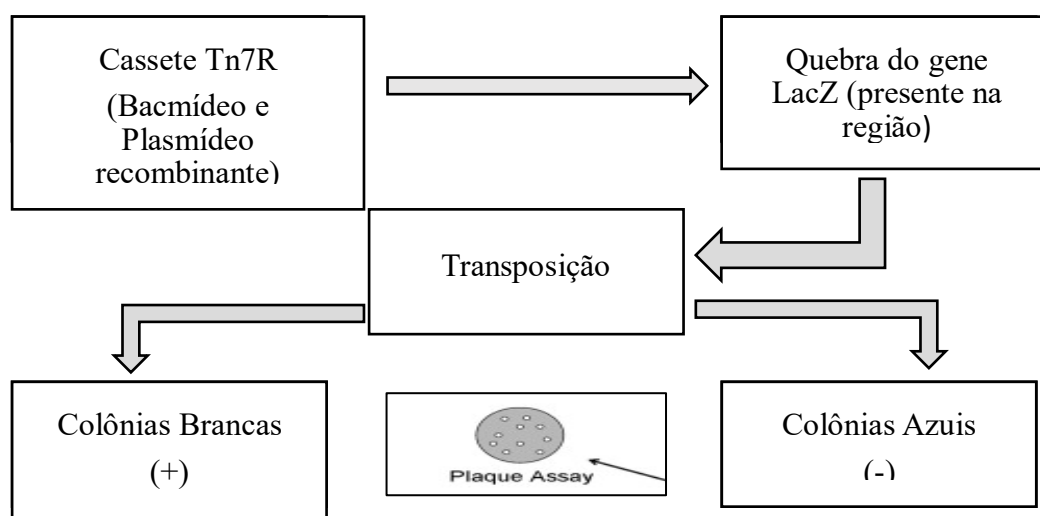 Cassete Tn7R
(Bacmídeo e
Plasmídeo
recombinante)
Quebra do gene
LacZ (presente na
região)
Transposição
Colônias Brancas
(+)
Plaque Assay
Colônias Azuis
(-)